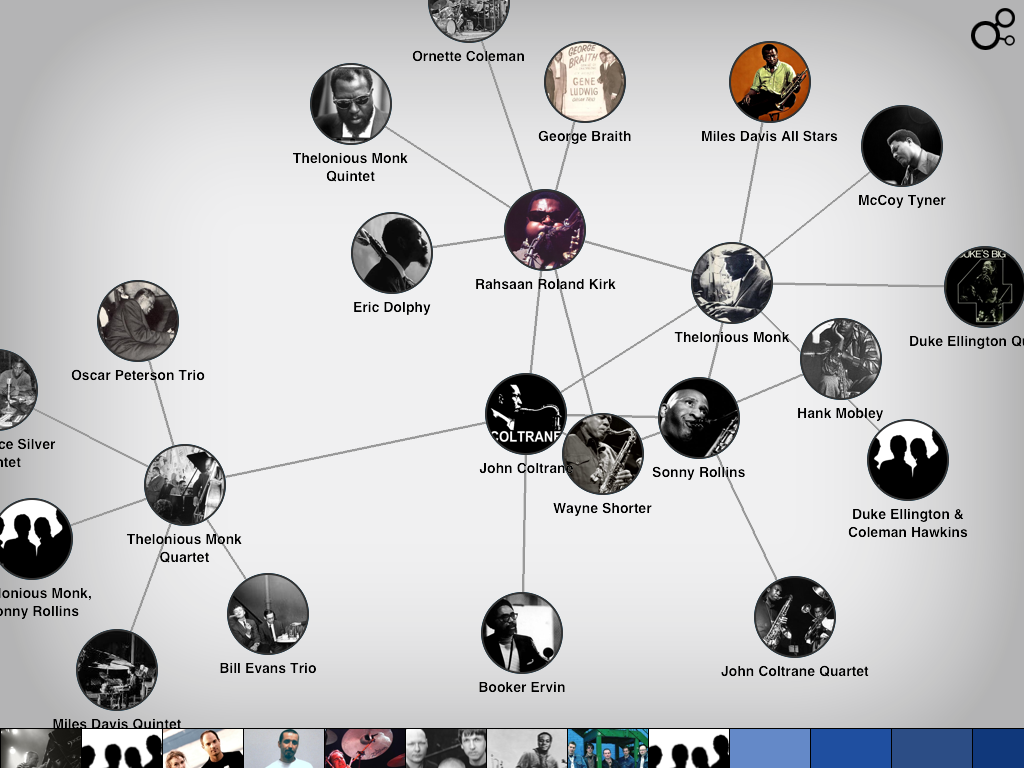 Ornette Coleman
GEORGE
BRAITH
GENE
LUDWIG
George Braith
Miles Davis All Stars
Thelonious Monk
Quintet
McCoy Tyner
Rahsaan Roland Kirk
Eric Dolphy
DUKE'S BIG
4
Thelonious Monk
Duke Ellington Qu
Oscar Peterson Trio
Hank Mobley
ce Silver
ntet
COLTRANE
John Coltrane
Sonny Rollins
Wayne Shorter
Duke Ellington &
Coleman Hawkins
Thelonious Monk
Quartet
lonious Monk,
onny Rollins
Bill Evans Trio
Booker Ervin
John Coltrane Quartet
Miles Davis Quintet